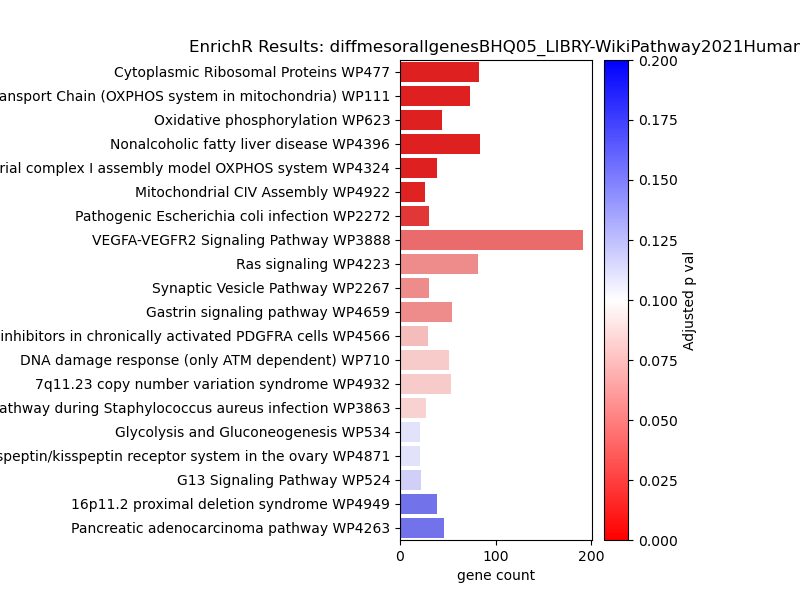 EnrichR Results: diffmesorallgenesBHQ05_LIBRY-WikiPathway2021Human
Cytoplasmic Ribosomal Proteins WP477
ansport Chain (OXPHOS system in mitochondria) WP111
Oxidative phosphorylation WP623
Nonalcoholic fatty liver disease WP4396
rial complex I assembly model OXPHOS system WP4324
Mitochondrial CIV Assembly WP4922
Pathogenic Escherichia coli infection WP2272
VEGFA-VEGFR2 Signaling Pathway WP3888
Ras signaling WP4223
Synaptic Vesicle Pathway WP2267
Gastrin signaling pathway WP4659
inhibitors in chronically activated PDGFRA cells WP4566
DNA damage response (only ATM dependent) WP710
7q11.23 copy number variation syndrome WP4932
athway during Staphylococcus aureus infection WP3863
Glycolysis and Gluconeogenesis WP534
speptin/kisspeptin receptor system in the ovary WP4871
G13 Signaling Pathway WP524
16p11.2 proximal deletion syndrome WP4949
Pancreatic adenocarcinoma pathway WP4263
0 100 200
gene count
0.200
0.175
0.150
0.125
0.100
0.075
0.050
0.025
0.000
Adjusted p val